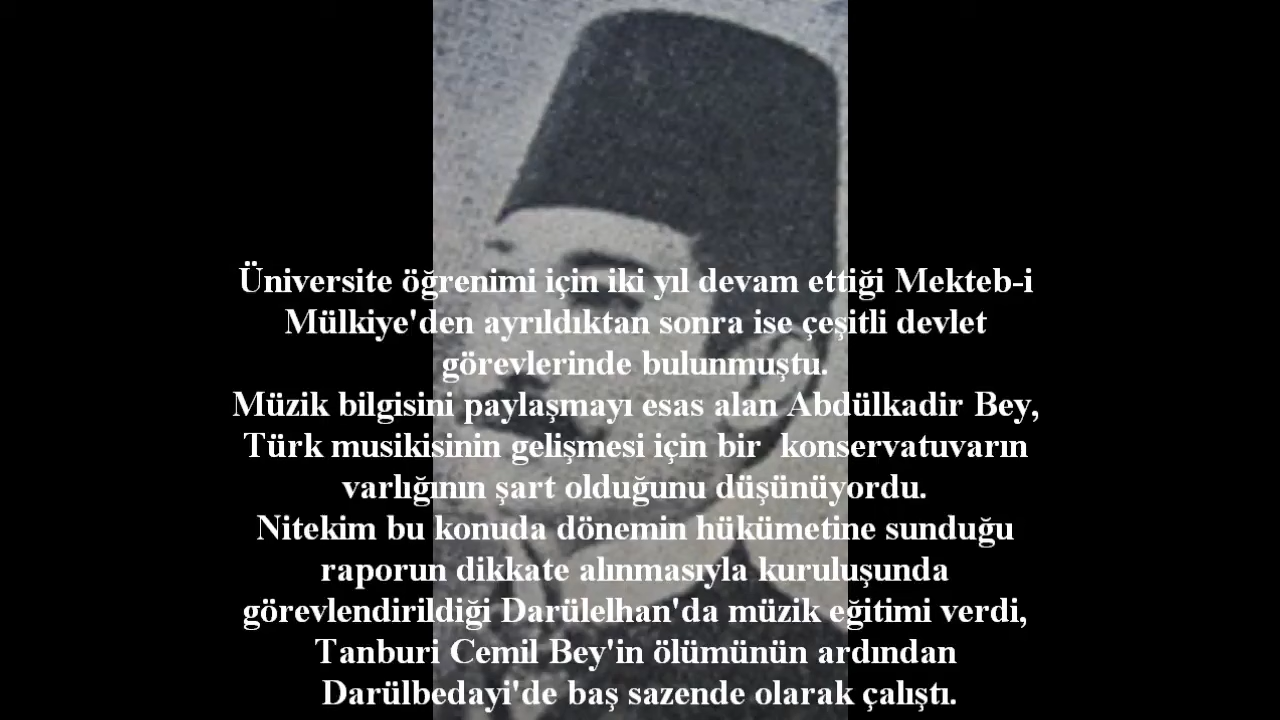 Üniversite öğrenimi için iki yıl devam ettiği Mekteb-i
Mülkiye'den ayrıldıktan sonra ise çeşitli devlet
görevlerinde bulunmuştu.
Müzik bilgisini paylaşmayı esas alan Abdülkadir Bey,
Türk musikisinin gelişmesi için bir  konservatuvarın
varlığının şart olduğunu düşünüyordu.
Nitekim bu konuda dönemin hükümetine sunduğu
raporun dikkate alınmasıyla kuruluşunda
görevlendirildiği Darülelhan'da müzik eğitimi verdi,
Tanburi Cemil Bey'in ölümünün ardından
Darülbedayi'de baş sazende olarak çalıştı.